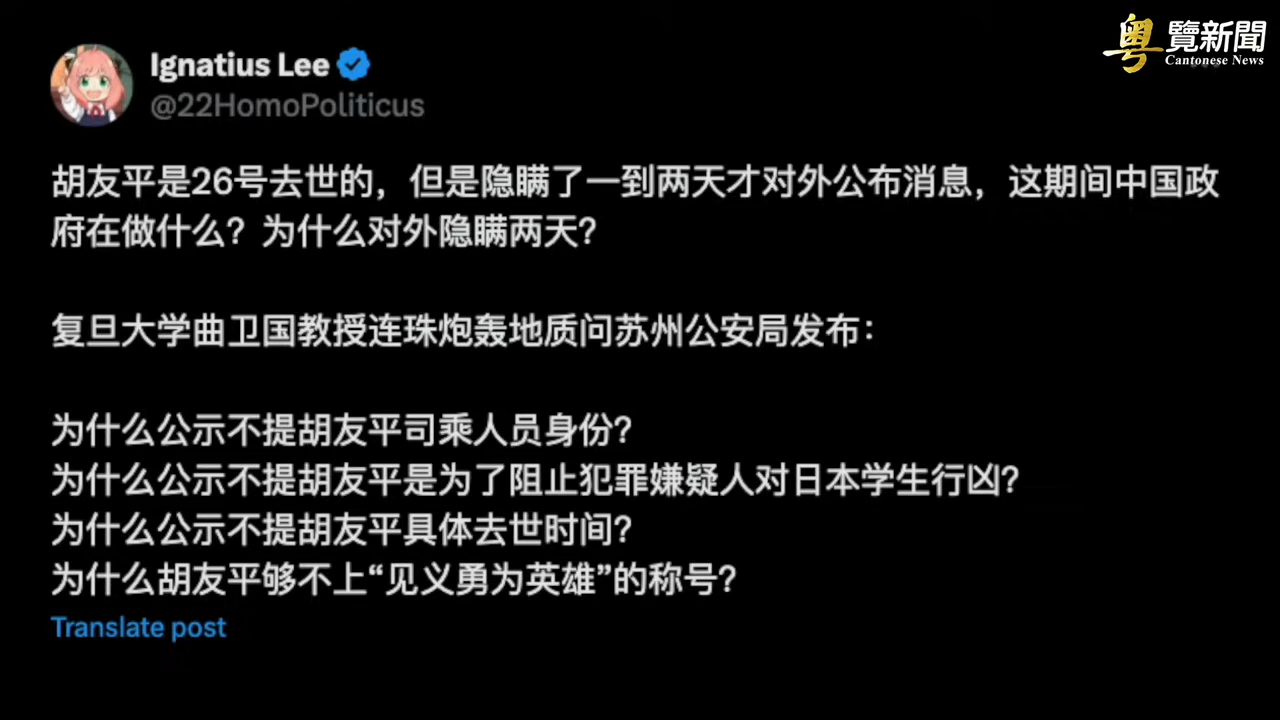 粵覽新聞
Cantonese News
Ignatius Lee
@22HomoPoliticus
胡友平是26号去世的，但是隐瞒了一到两天才对外公布消息，这期间中国政
府在做什么？为什么对外隐瞒两天？
复旦大学曲卫国教授连珠炮轰地质问苏州公安局发布：
为什么公示不提胡友平司乘人员身份？
为什么公示不提胡友平是为了阻止犯罪嫌疑人对日本学生行凶？
为什么公示不提胡友平具体去世时间？
为什么胡友平够不上“见义勇为英雄”的称号？
Translate post